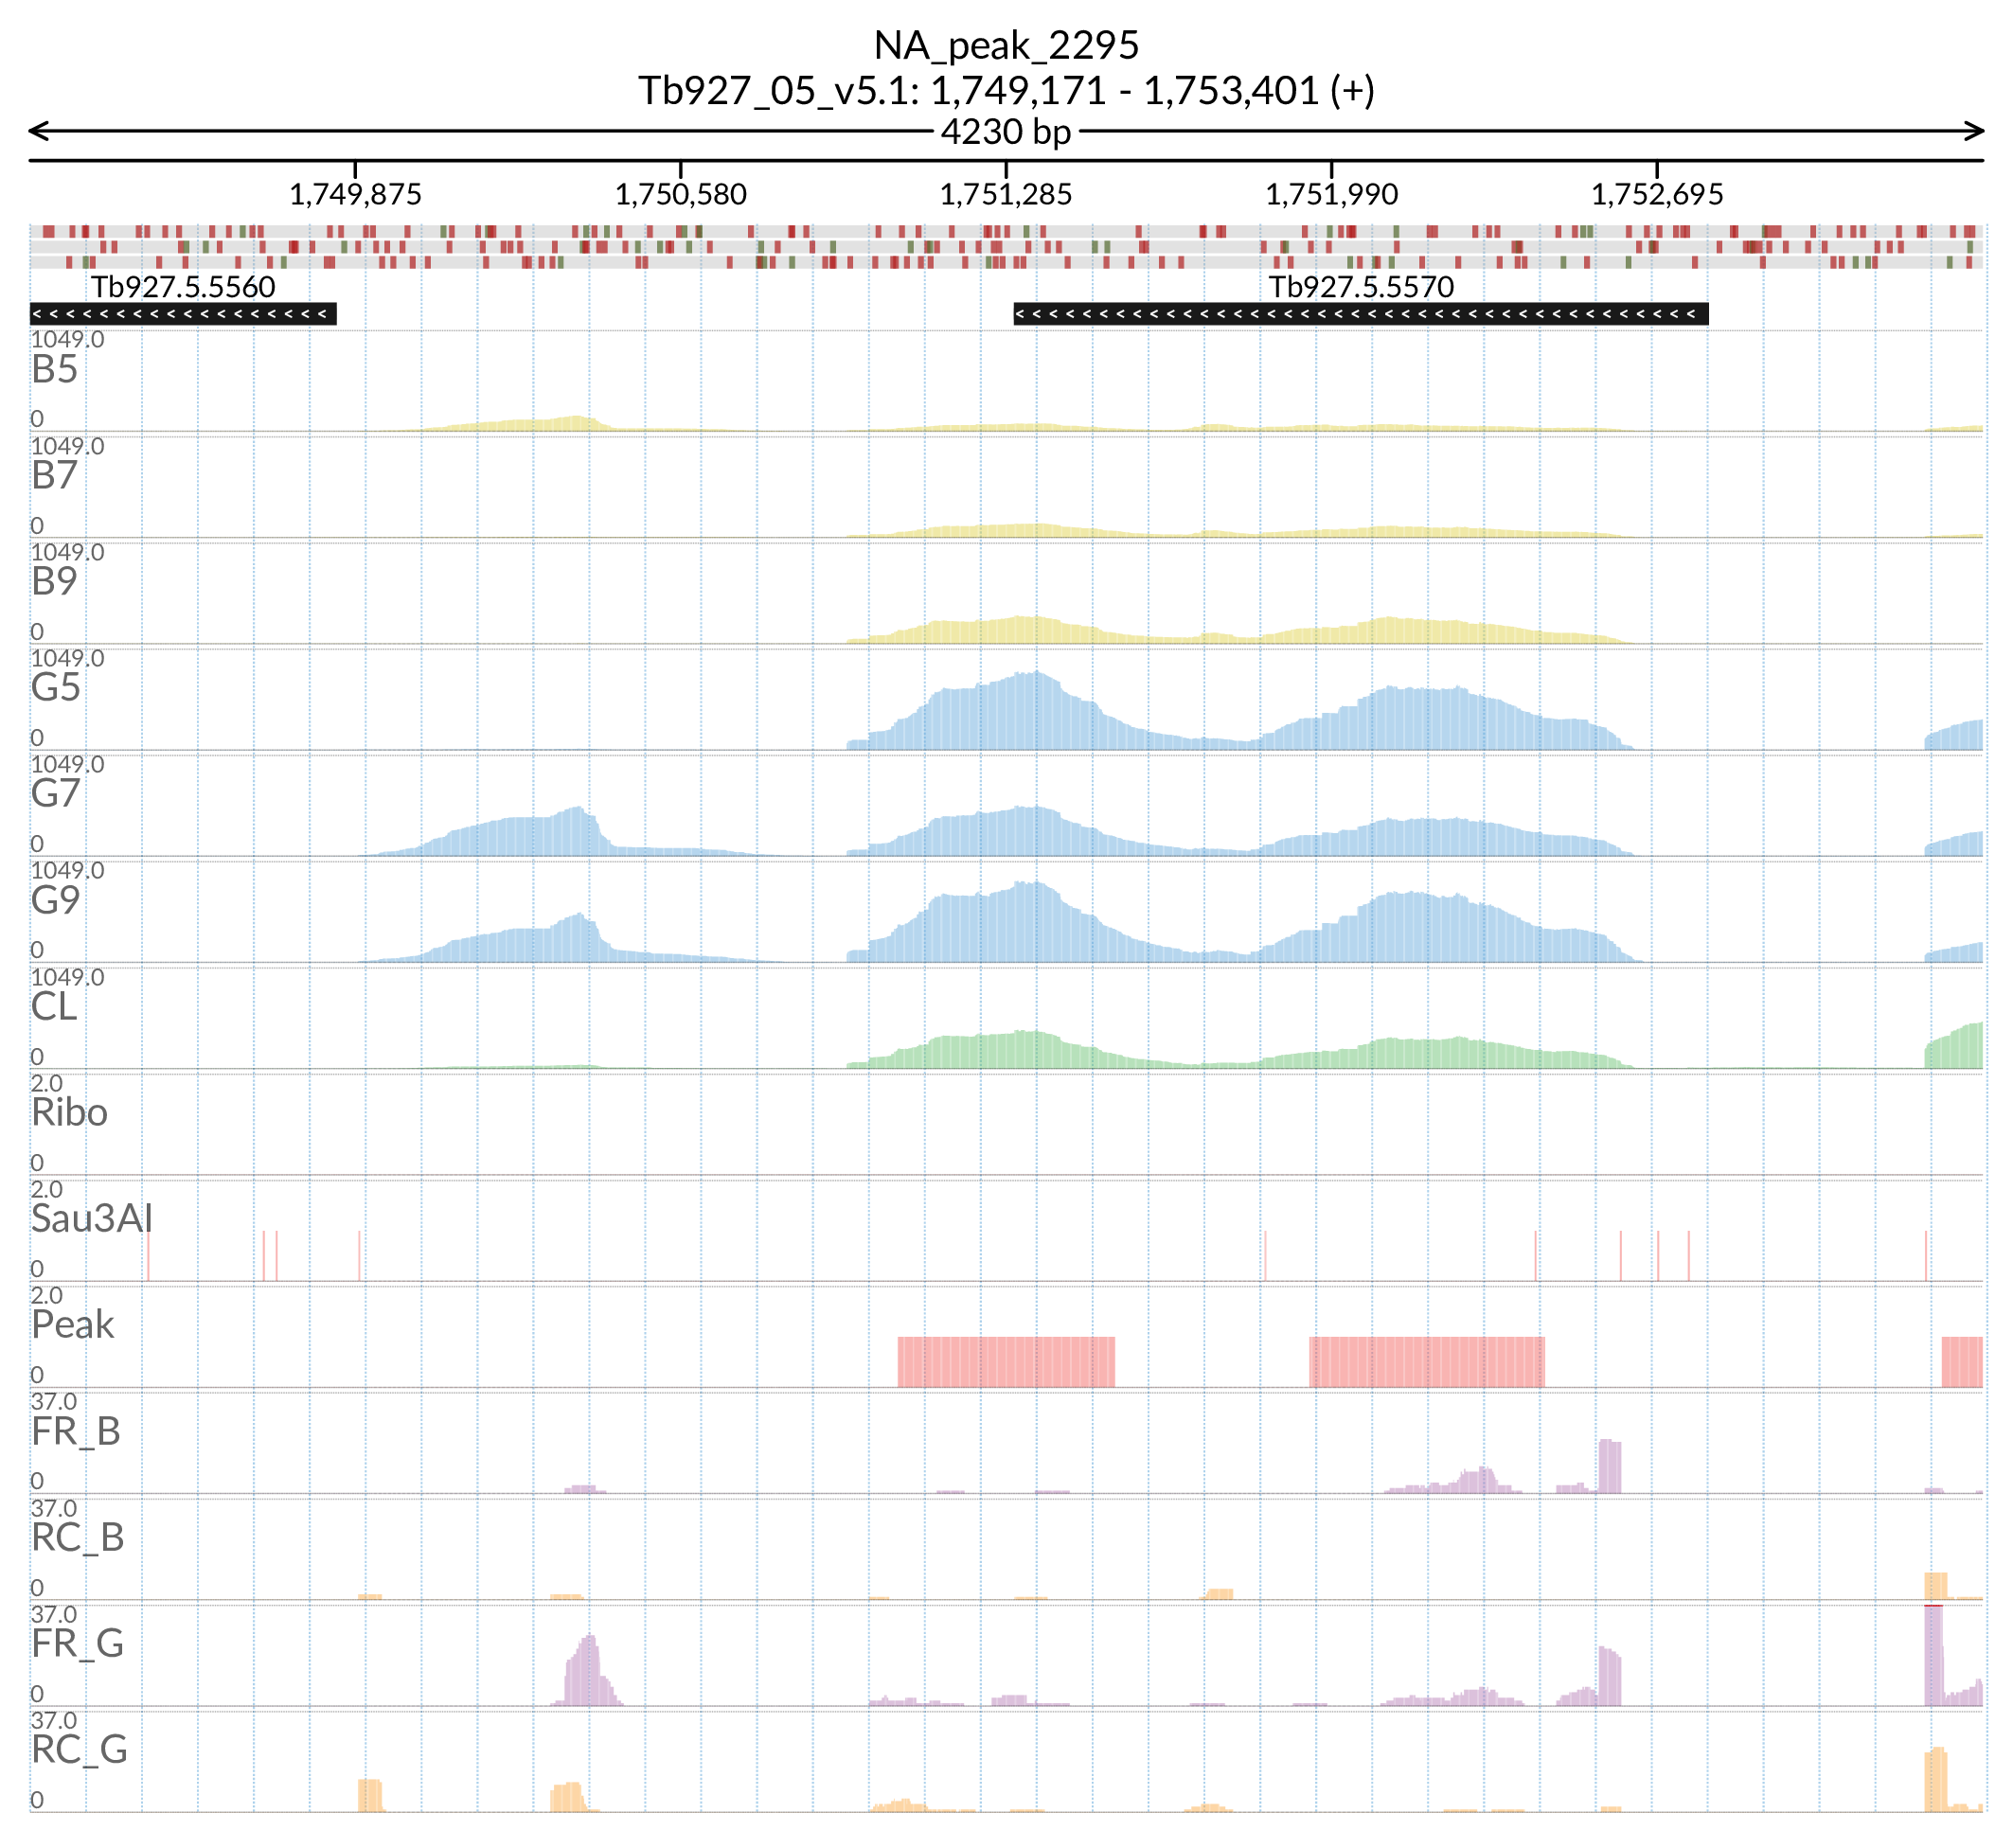 NA_peak_2295
Tb927_05_v5.1: 1,749,171 - 1,753,401 (+)
4230 bp
1,749,875 1,750,580 1,751,285 1,751,990 1,752,695
Tb927.5.5560 Tb927.5.5570
1049.0
B5
0
1049.0
B7
0
1049.0
B9
0
1049.0
G5
0
1049.0
G7
0
1049.0
G9
0
1049.0
CL
0
2.0
Ribo
0
2.0
Sau3AI
0
2.0
Peak
0
37.0
FR_B
0
37.0
RC_B
0
37.0
FR_G
0
37.0
RC_G
0